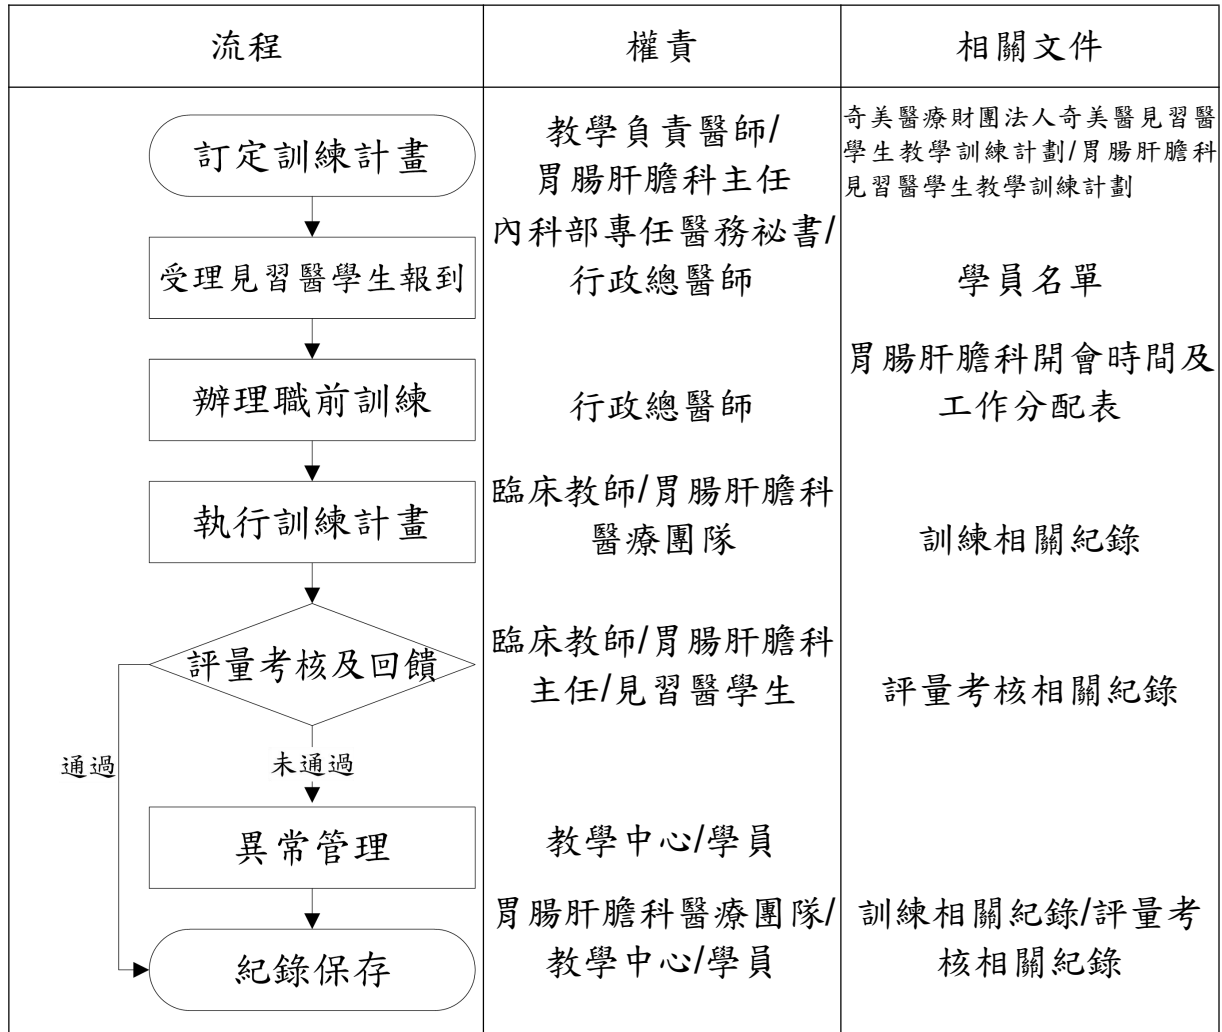 流程
權責
相關文件
訂定訓練計畫
教學負責醫師/
胃腸肝膽科主任
奇美醫療財團法人奇美醫見習醫
學生教學訓練計劃/胃腸肝膽科
見習醫學生教學訓練計劃
受理見習醫學生報到
內科部專任醫務祕書/
行政總醫師
學員名單
辦理職前訓練
行政總醫師
胃腸肝膽科開會時間及
工作分配表
執行訓練計畫
臨床教師/胃腸肝膽科
醫療團隊
訓練相關紀錄
評量考核及回饋
臨床教師/胃腸肝膽科
主任/見習醫學生
評量考核相關紀錄
通過
未通過
異常管理
教學中心/學員
紀錄保存
胃腸肝膽科醫療團隊/
教學中心/學員
訓練相關紀錄/評量考
核相關紀錄